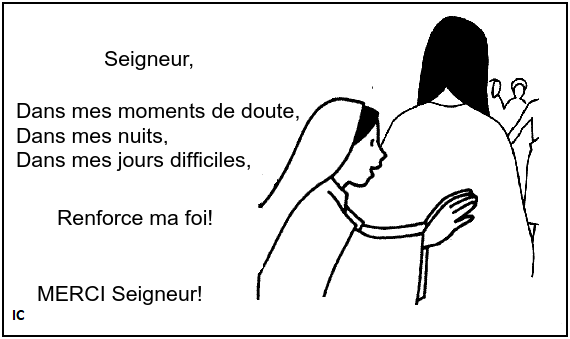 Seigneur,
Dans mes moments de doute,
Dans mes nuits,
Dans mes jours difficiles,
Renforce ma foi!
MERCI Seigneur!
IC